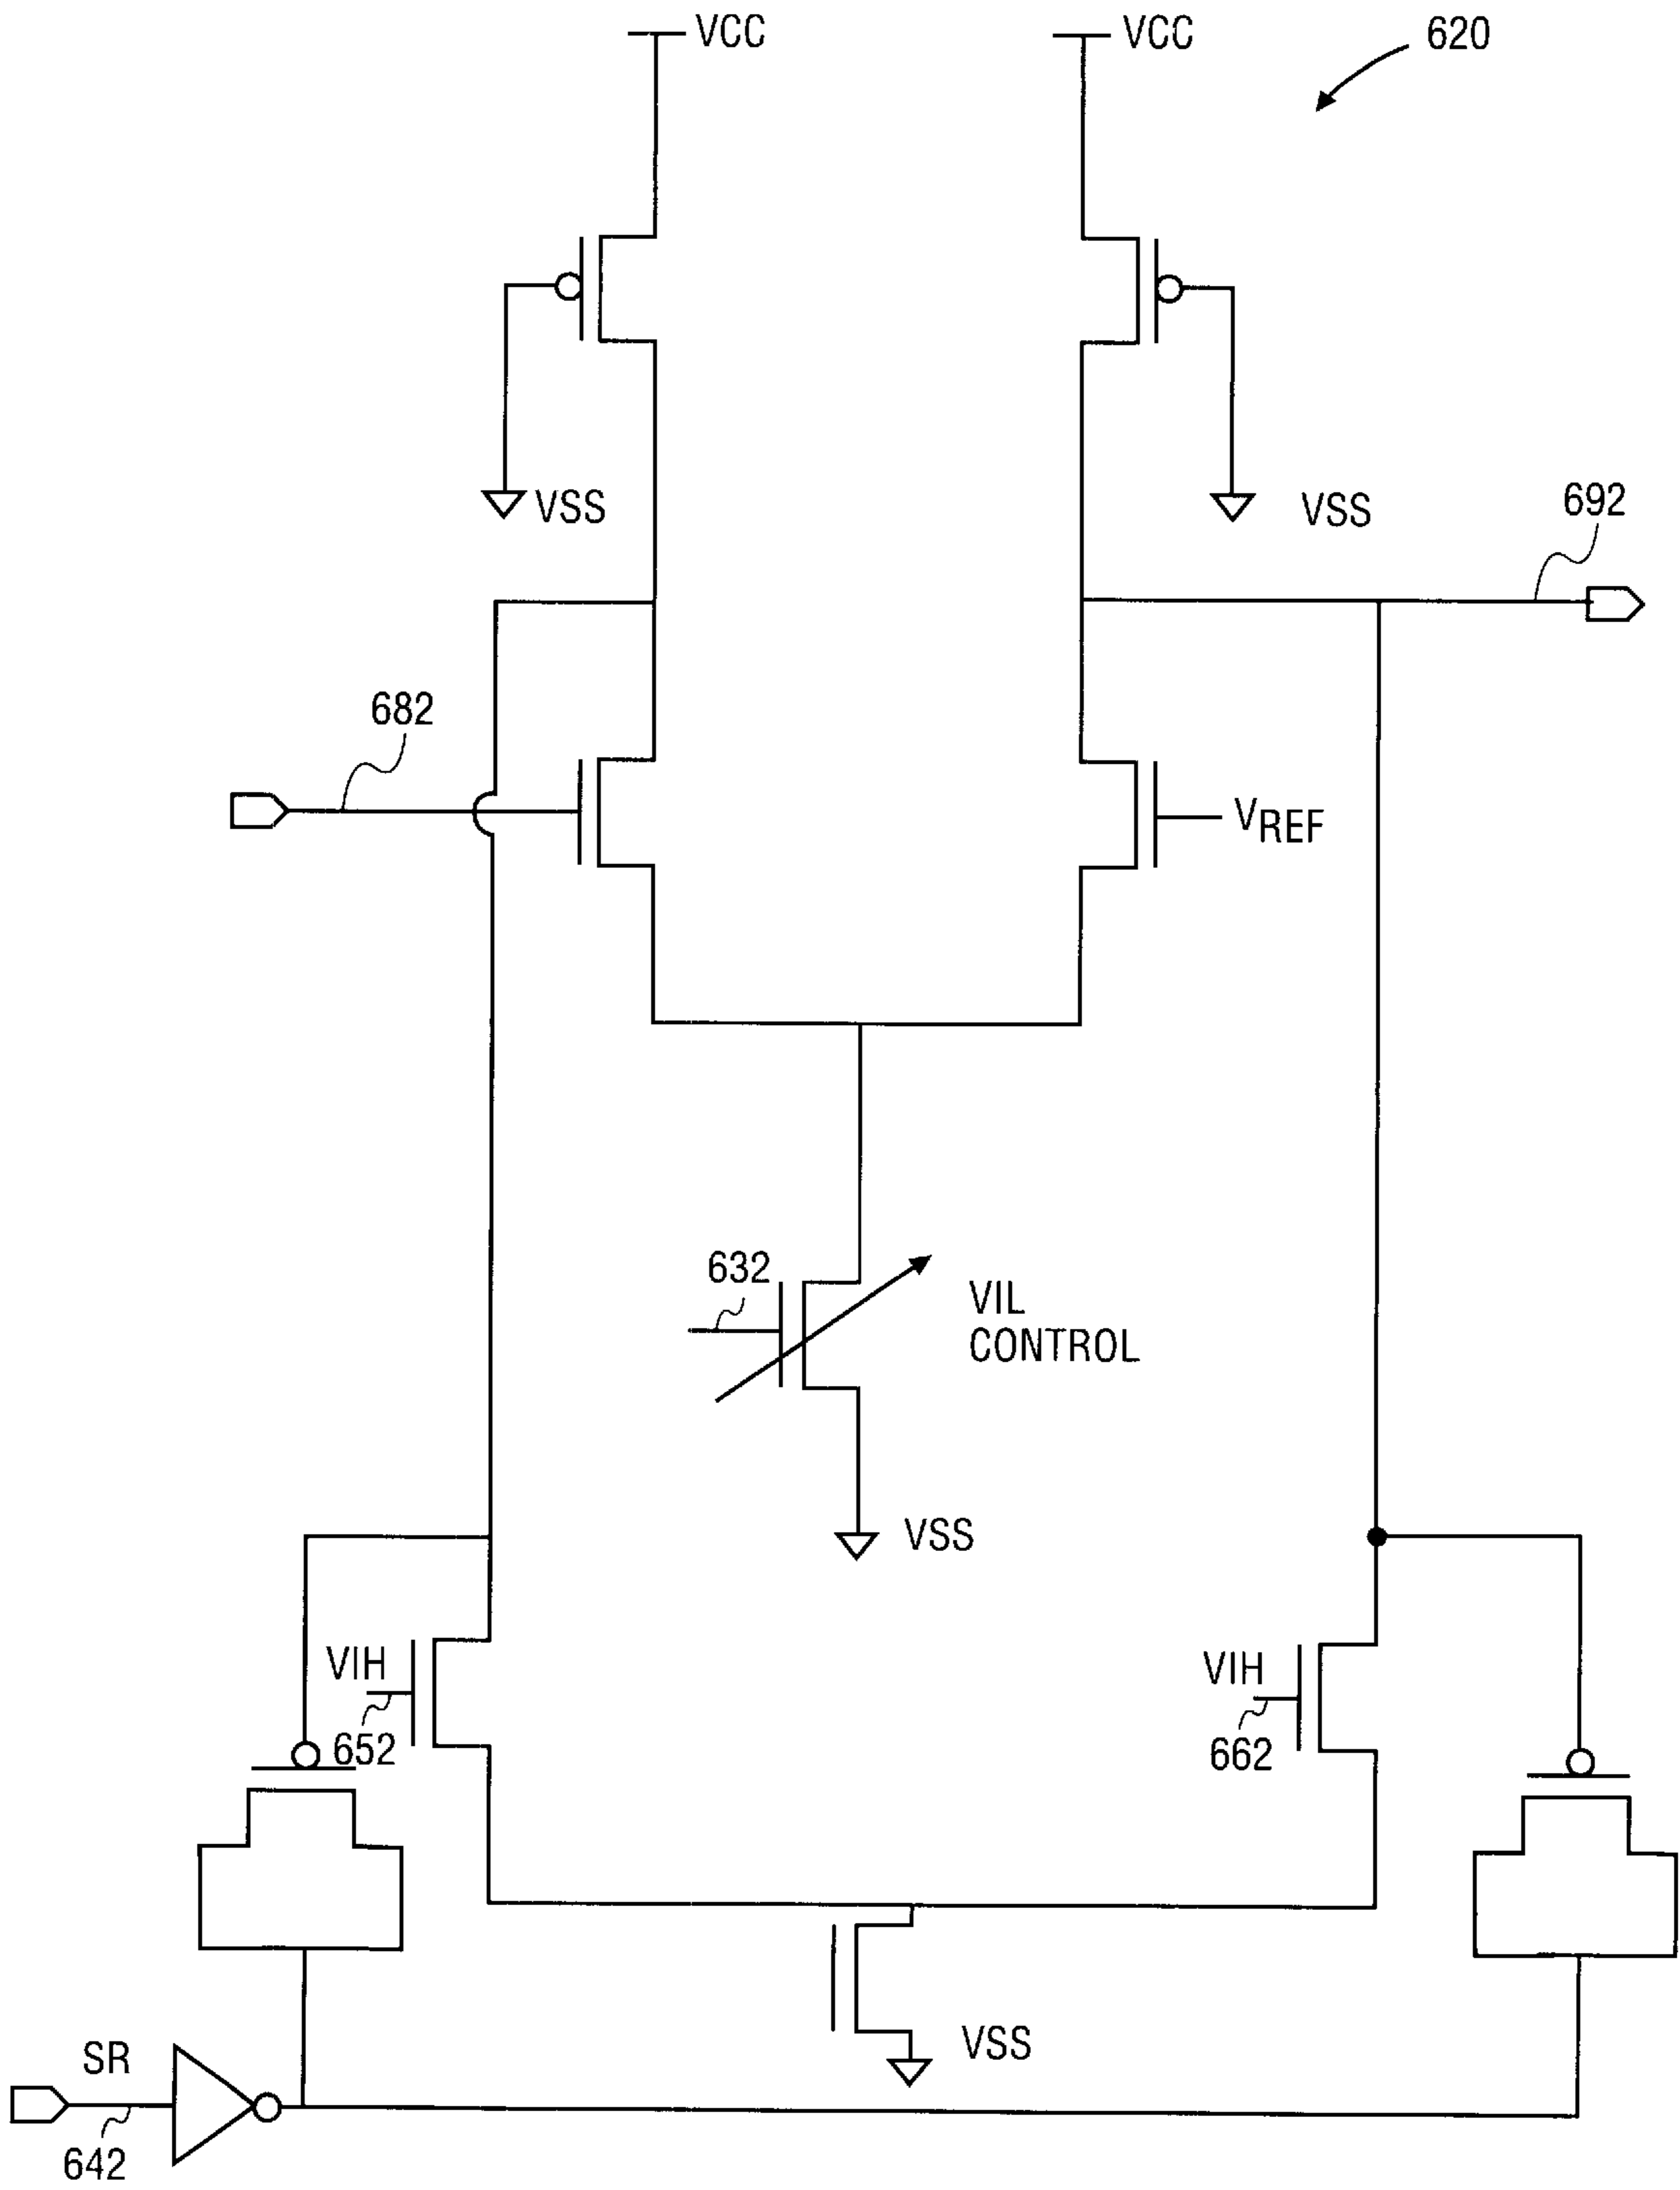 VCC
VCC
620
VSS
VSS
692
682
VREF
632
VIL
CONTROL
VSS
VIH
652
VIH
662
VSS
SR
642